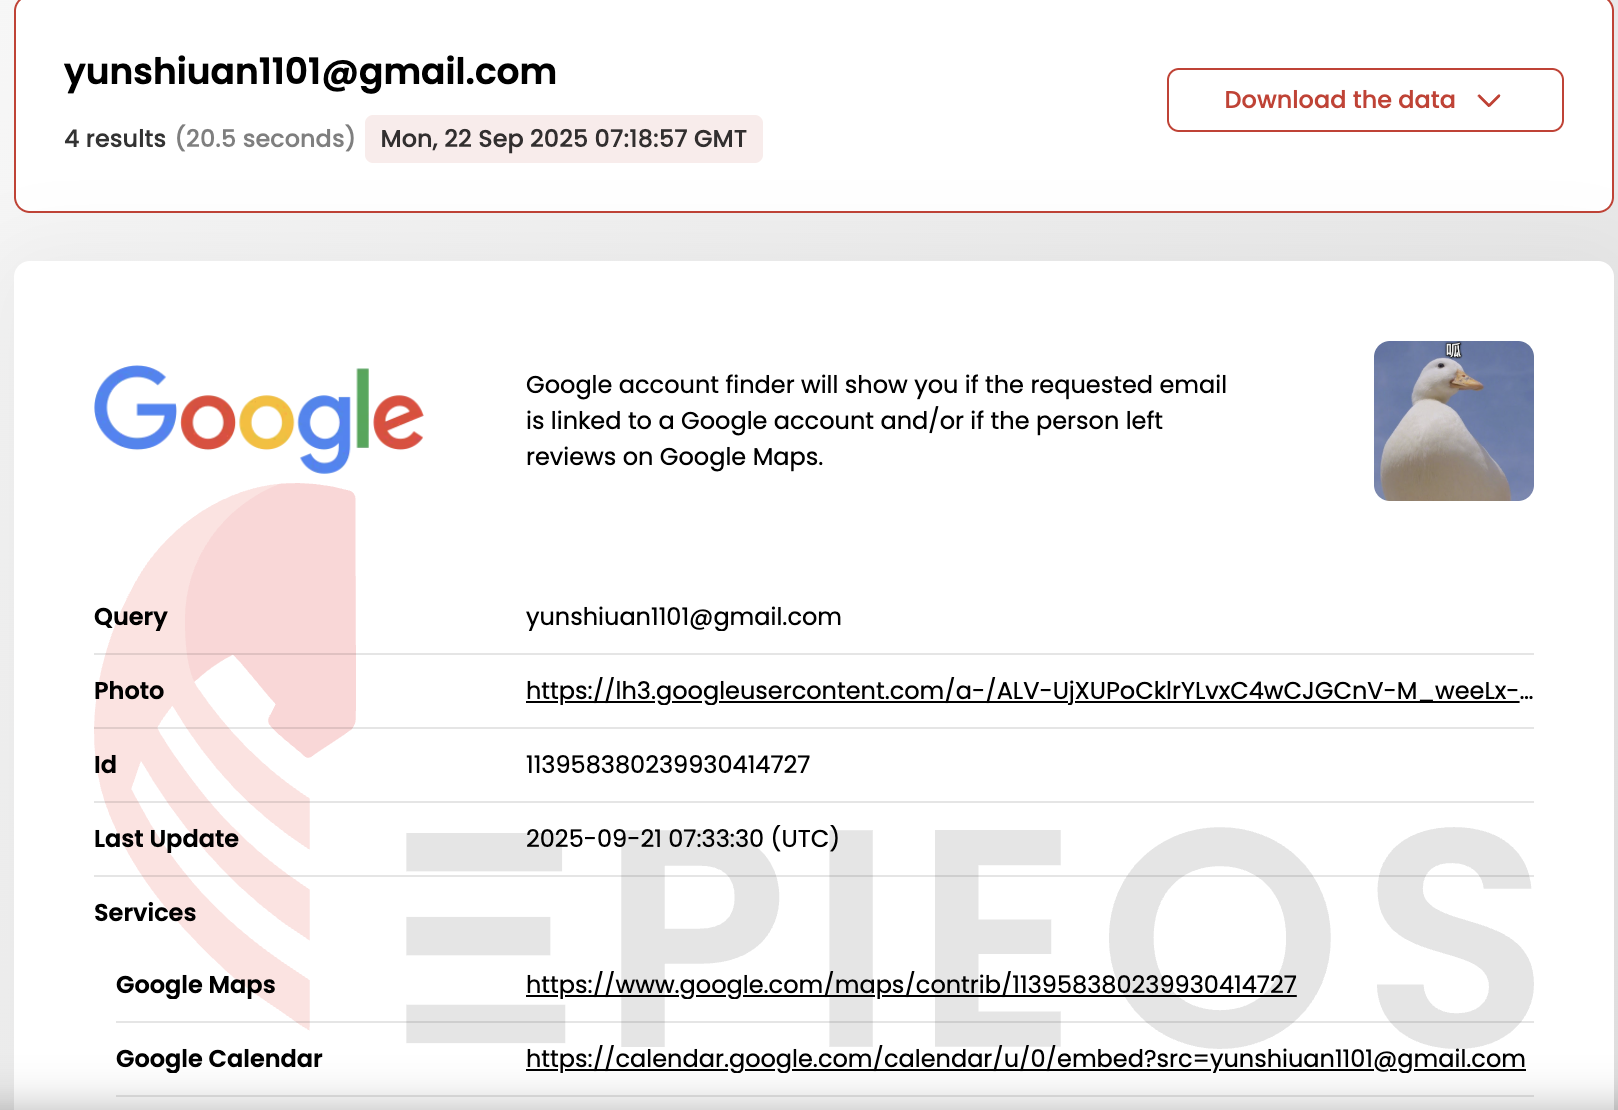 yunshiuan1101@gmail.com
4 results (20.5 seconds) Mon, 22 Sep 2025 07:18:57 GMT
Download the data
Google
Google account finder will show you if the requested email
is linked to a Google account and/or if the person left
reviews on Google Maps.
呱
Query yunshiuan1101@gmail.com
Photo https://lh3.googleusercontent.com/a-/ALV-UjXUPoCklrYLvxC4wCJGCnV-M_weeLx-...
Id 113958380239930414727
Last Update 2025-09-21 07:33:30 (UTC)
Services
Google Maps https://www.google.com/maps/contrib/113958380239930414727
Google Calendar https://calendar.google.com/calendar/u/0/embed?src=yunshiuan1101@gmail.com
EPIEOS